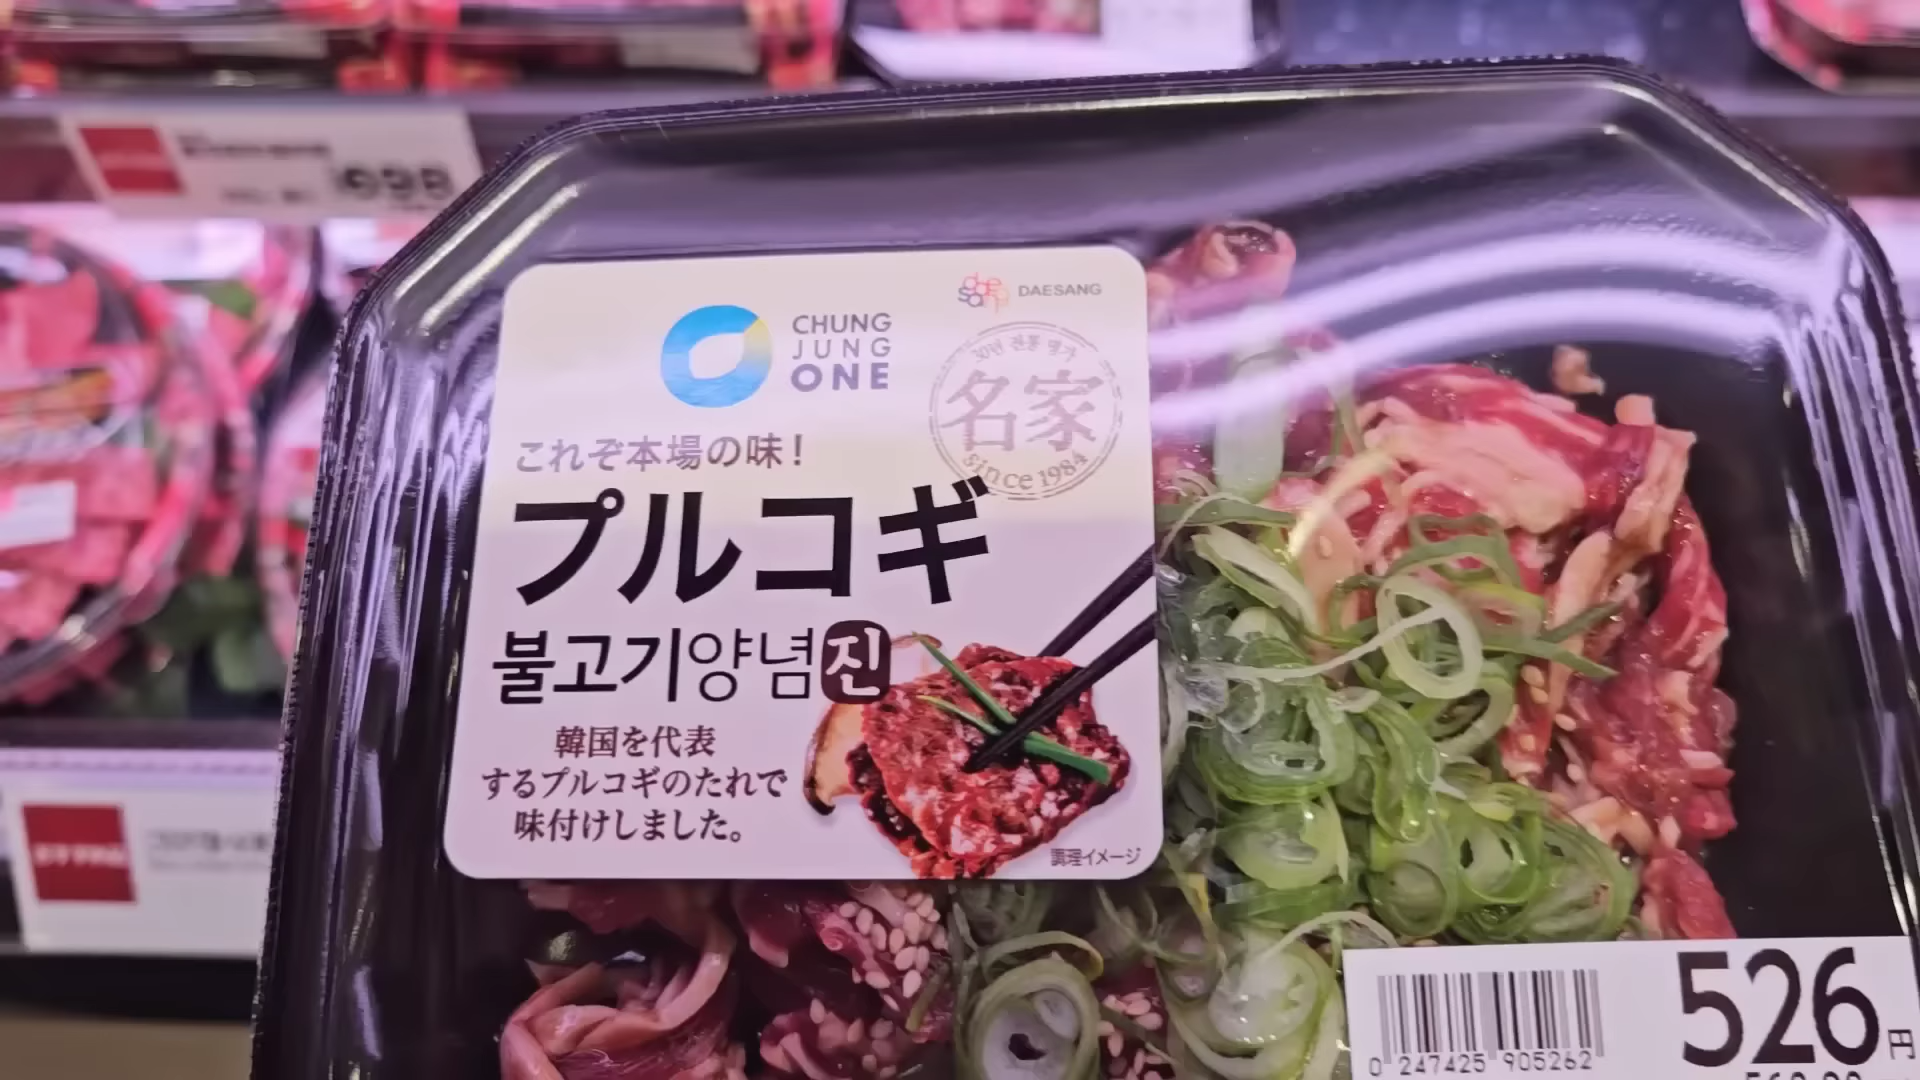 698
DAESANG
CHUNG
JUNG
ONE
30년 전통 명가
名家
since 1984
これぞ本場の味!
プルコギ
불고기양념진
韓国を代表
するプルコギのたれで
味付けしました。
調理イメージ
526円
0 247425 905262